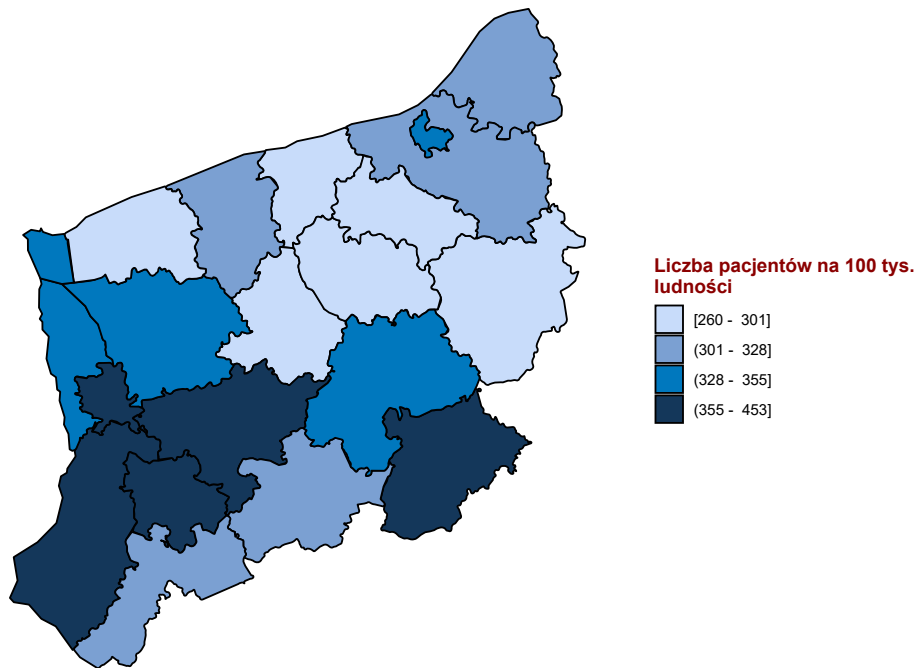 Liczba pacjentów na 100 tys.
ludności
[260 - 301]
(301 - 328]
(328 - 355]
(355 - 453]